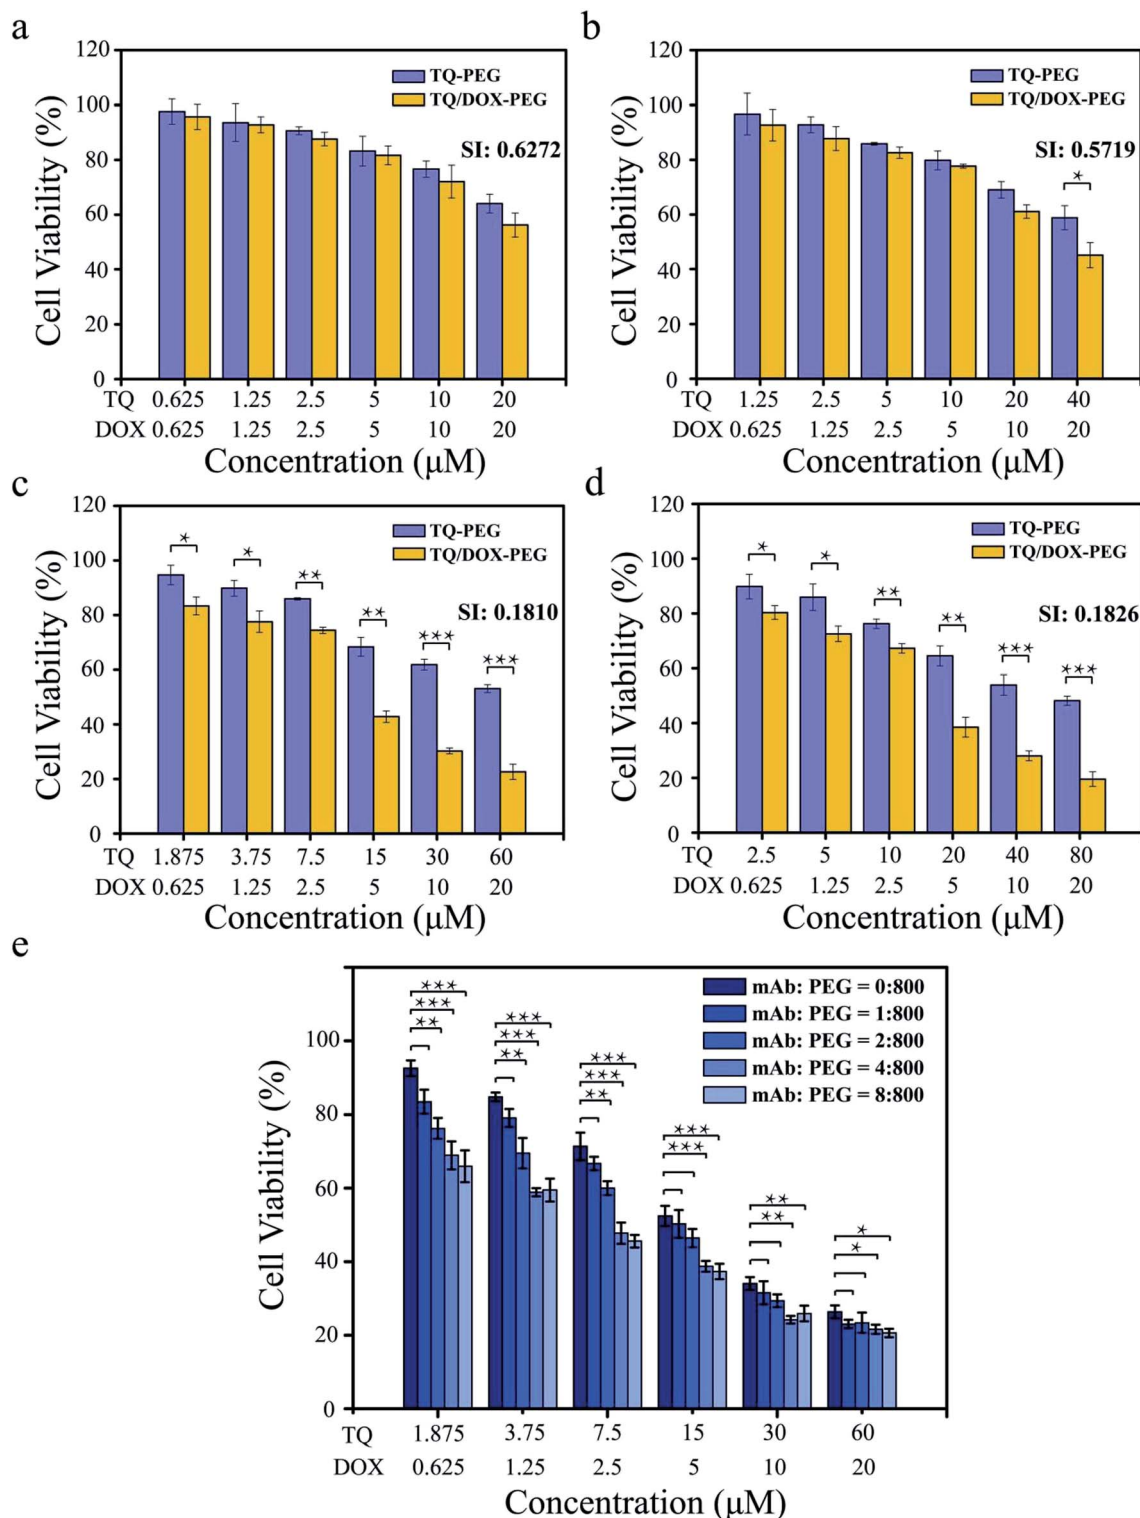 a
120
100
80
60
40
20
0
Cell Viability (%)
TQ-PEG
TQ/DOX-PEG
SI: 0.6272
TQ 0.625 1.25 2.5 5 10 20
DOX 0.625 1.25 2.5 5 10 20
Concentration (μM)
b
120
100
80
60
40
20
0
Cell Viability (%)
TQ-PEG
TQ/DOX-PEG
SI: 0.5719
*
TQ 1.25 2.5 5 10 20 40
DOX 0.625 1.25 2.5 5 10 20
Concentration (μM)
c
120
100
80
60
40
20
0
Cell Viability (%)
TQ-PEG
TQ/DOX-PEG
SI: 0.1810
* * ** ** *** ***
TQ 1.875 3.75 7.5 15 30 60
DOX 0.625 1.25 2.5 5 10 20
Concentration (μM)
d
120
100
80
60
40
20
0
Cell Viability (%)
TQ-PEG
TQ/DOX-PEG
SI: 0.1826
* * ** ** *** ***
TQ 2.5 5 10 20 40 80
DOX 0.625 1.25 2.5 5 10 20
Concentration (μM)
e
100
80
60
40
20
0
Cell Viability (%)
mAb: PEG = 0:800
mAb: PEG = 1:800
mAb: PEG = 2:800
mAb: PEG = 4:800
mAb: PEG = 8:800
*** *** *** *** ** *
*** *** *** *** ** *
** ** **
TQ 1.875 3.75 7.5 15 30 60
DOX 0.625 1.25 2.5 5 10 20
Concentration (μM)